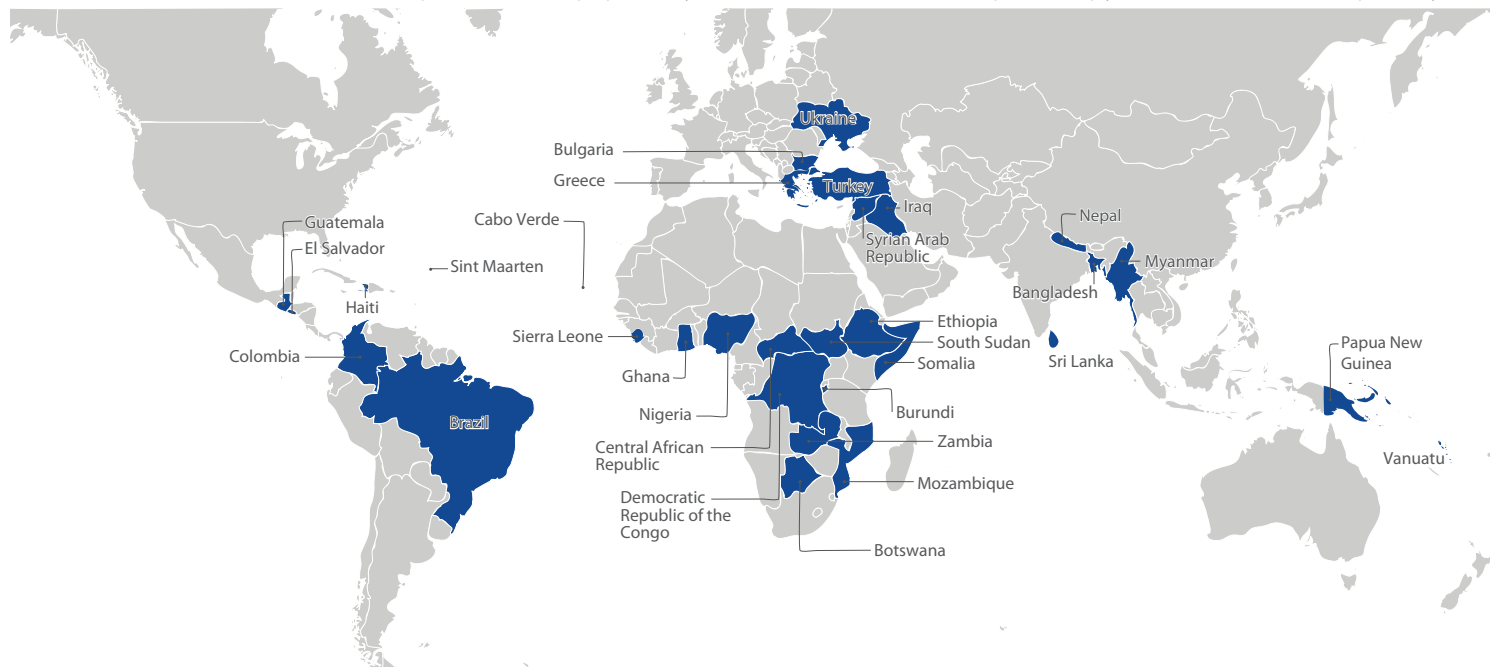 Ukraine
Bulgaria
Greece
Turkey
Iraq
Syrian Arab
Republic
Nepal
Myanmar
Bangladesh
Guatemala
El Salvador
Cabo Verde
Sint Maarten
Haiti
Colombia
Brazil
Sierra Leone
Ghana
Nigeria
Central African
Republic
Democratic
Republic of the
Congo
Ethiopia
South Sudan
Somalia
Burundi
Zambia
Mozambique
Botswana
Sri Lanka
Papua New
Guinea
Vanuatu